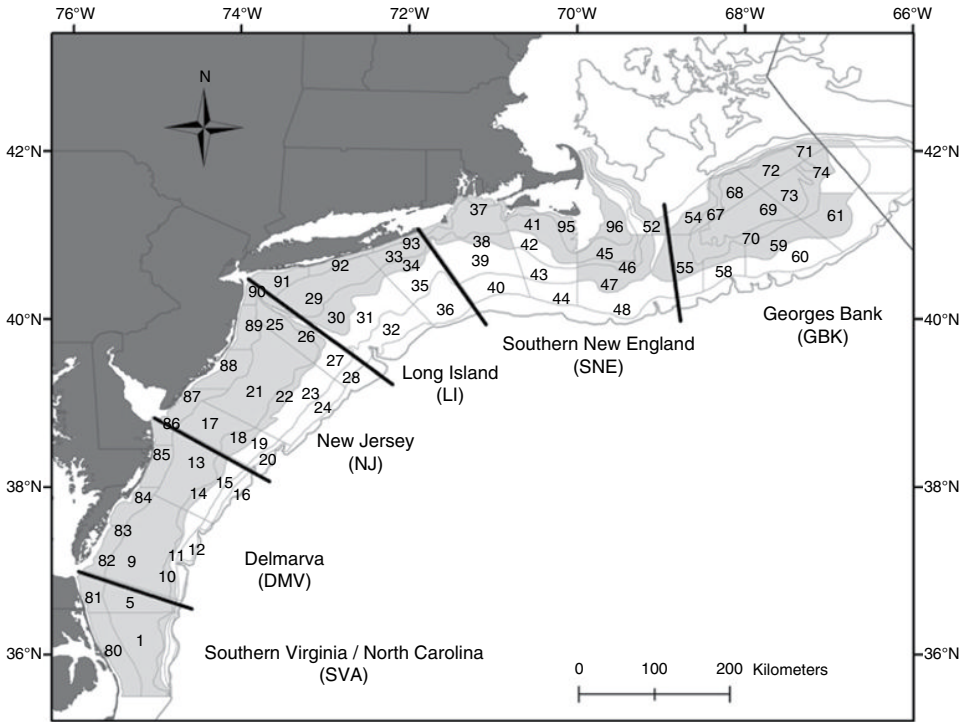 76°W 74°W 72°W 70°W 68°W 66°W
N
42°N 42°N
71
72 74
68 73
37 69
67 61
54
41 95 96 52
93 38 42 70
33 45 59
92 34 39 46 55 58 60
91 35 43 47
90 29 40 44
36 48
89 25 30 31
40°N 40°N
26 32
Georges Bank
(GBK)
Southern New England
(SNE)
88 27
28
Long Island
(LI)
87 21 22 23
24
86 17
18 19
New Jersey
(NJ)
85 13 20
38°N 38°N
84 14 15 16
83
82 9 11 12
10
Delmarva
(DMV)
81 5
1
80
36°N 36°N
Southern Virginia / North Carolina
(SVA)
0 100 200 Kilometers